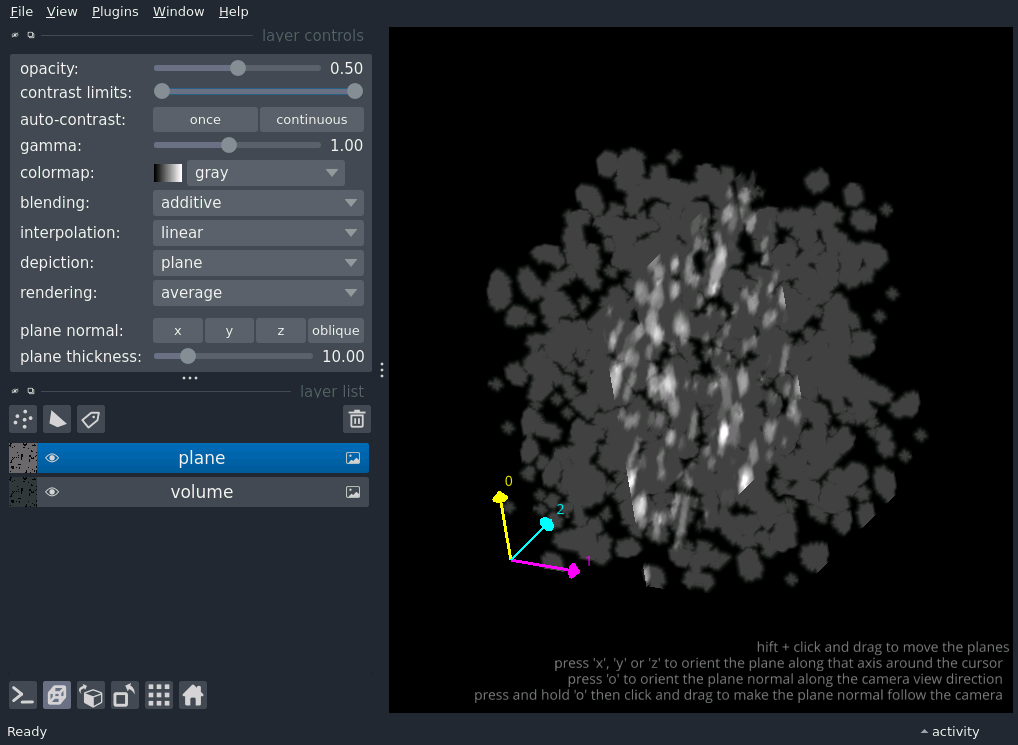 File View Plugins Window Help
layer controls
opacity: 0.50
contrast limits:
auto-contrast: once continuous
gamma: 1.00
colormap: gray
blending: additive
interpolation: linear
depiction: plane
rendering: average
plane normal: x y z oblique
plane thickness: 10.00
layer list
plane
volume
0
2
1
hift + click and drag to move the planes
press 'x', 'y' or 'z' to orient the plane along that axis around the cursor
press 'o' to orient the plane normal along the camera view direction
press and hold 'o' then click and drag to make the plane normal follow the camera
Ready activity